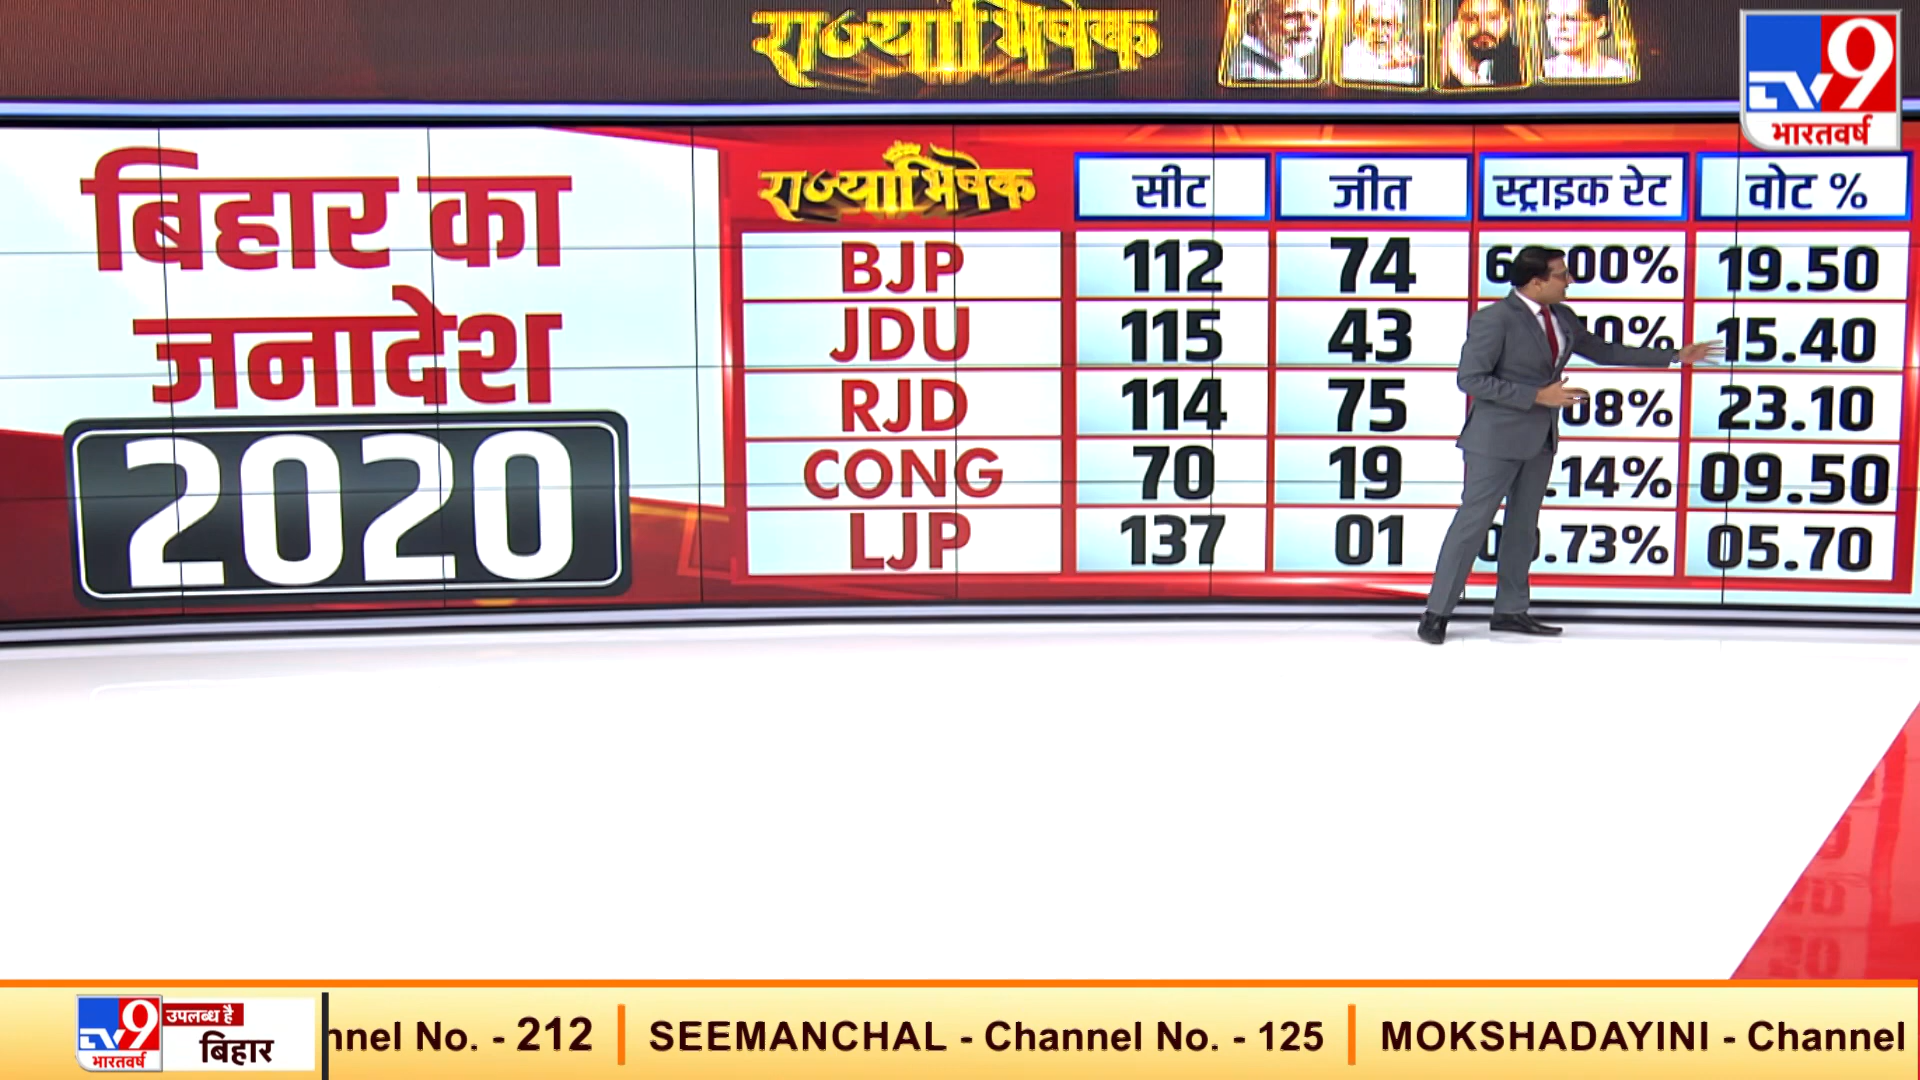 राज्याभिषेक
TV9
भारतवर्ष
बिहार का
जनादेश
2020
राज्याभिषेक सीट जीत स्ट्राइक रेट वोट %
BJP 112 74 19.50
JDU 115 43 15.40
RJD 114 75 23.10
CONG 70 19 09.50
LJP 137 01 05.70
TV9
भारतवर्ष
उपलब्ध है
बिहार
No. - 212 | SEEMANCHAL - Channel No. - 125 | MOKSHADAYINI - Channel